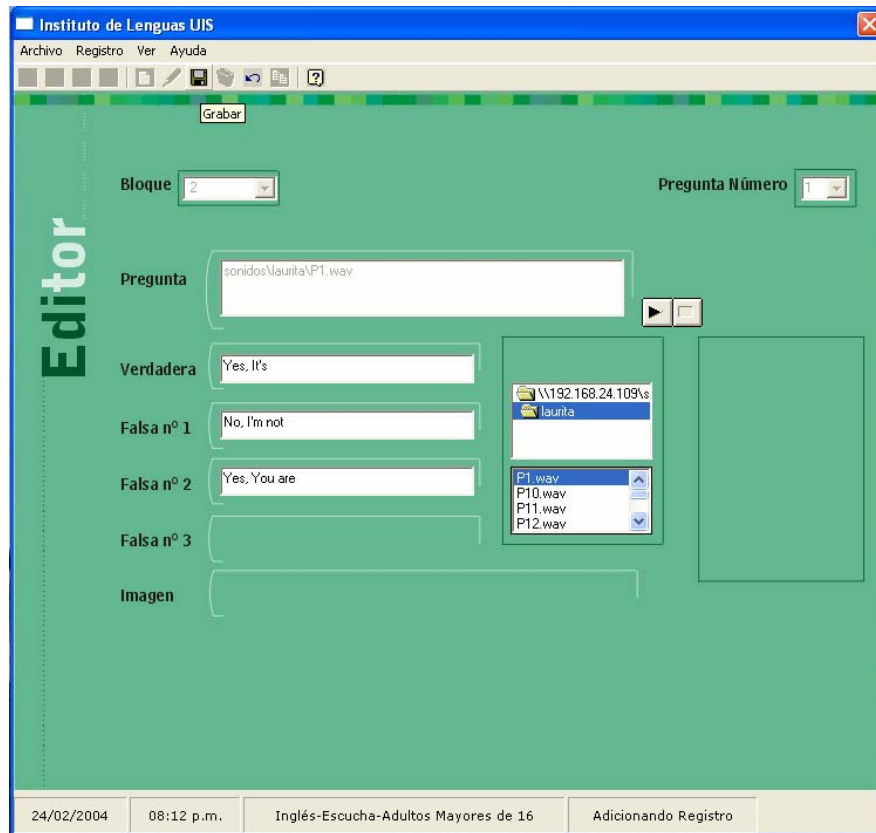 Instituto de Lenguas UIS
Archivo Registro Ver Ayuda
Grabar
Bloque 2
Pregunta Número 1
Editor
Pregunta sonidos\laurita\P1.wav
Verdadera Yes, It's
\\192.168.24.109\s
laurita
Falsa nº 1 No, I'm not
Falsa nº 2 Yes, You are
P1.wav
P10.wav
P11.wav
P12.wav
Falsa nº 3
Imagen
24/02/2004 08:12 p.m. Inglés-Escucha-Adultos Mayores de 16 Adicionando Registro